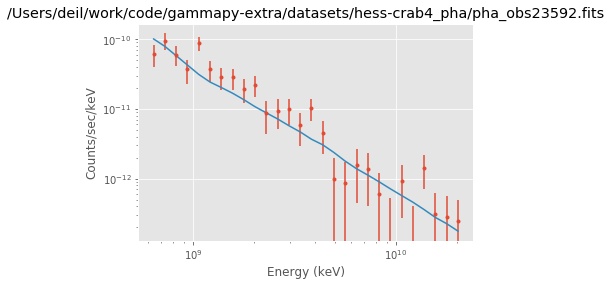 /Users/deil/work/code/gammapy-extra/datasets/hess-crab4_pha/pha_obs23592.fits
10⁻¹⁰
10⁻¹¹
10⁻¹²
Counts/sec/keV
10⁹ 10¹⁰
Energy (keV)